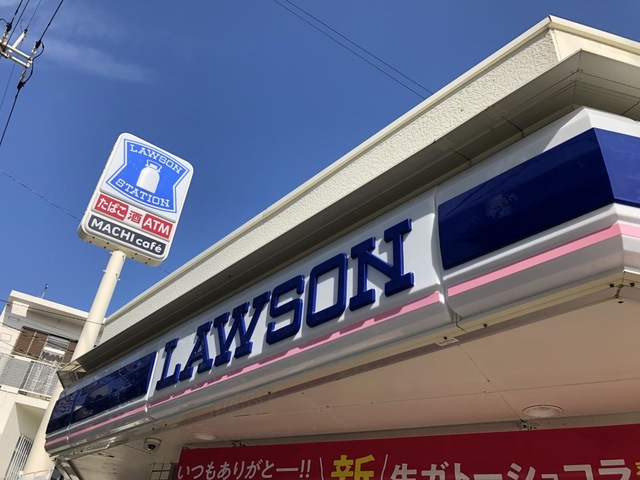 LAWSON
STATION
たばこ 酒 ATM
MACHI café
LAWSON
いつもありがとー!! 新 生ガトーショコラ